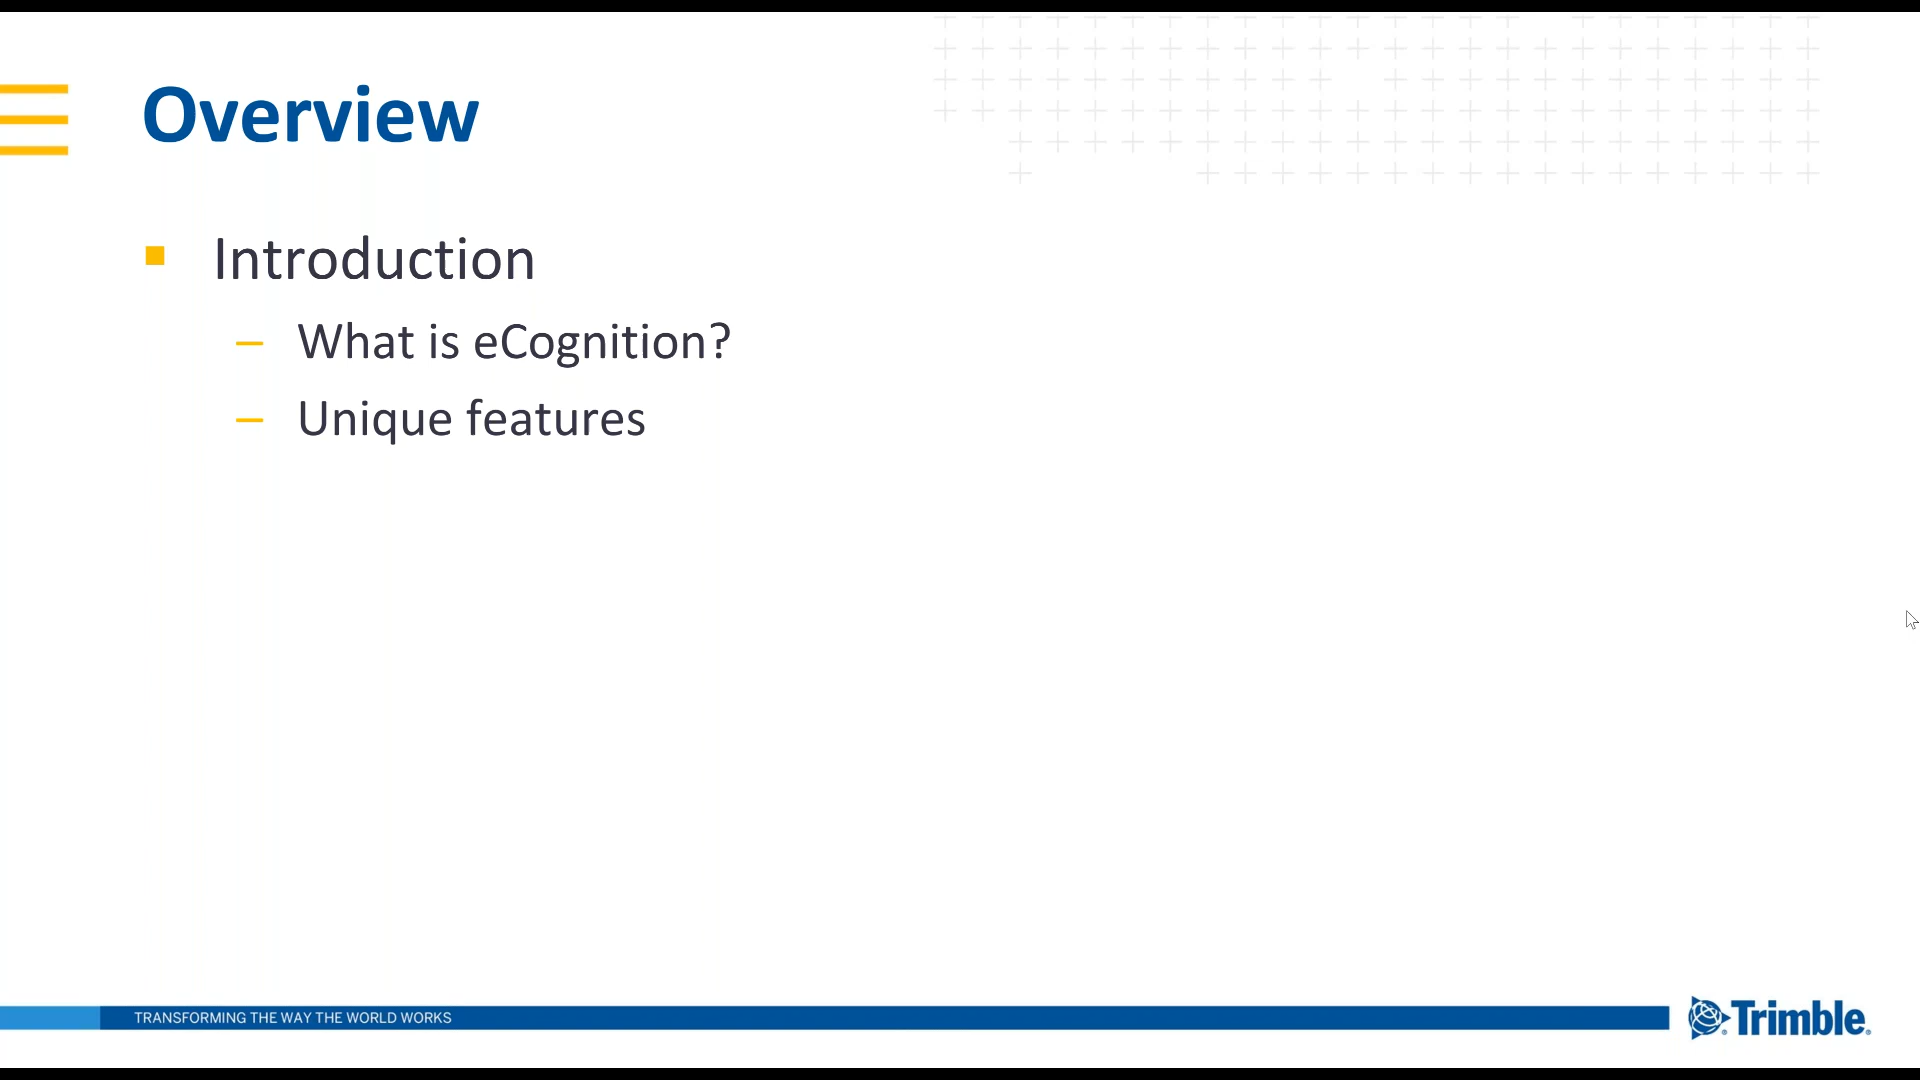 Overview
Introduction
– What is eCognition?
– Unique features
TRANSFORMING THE WAY THE WORLD WORKS
Trimble